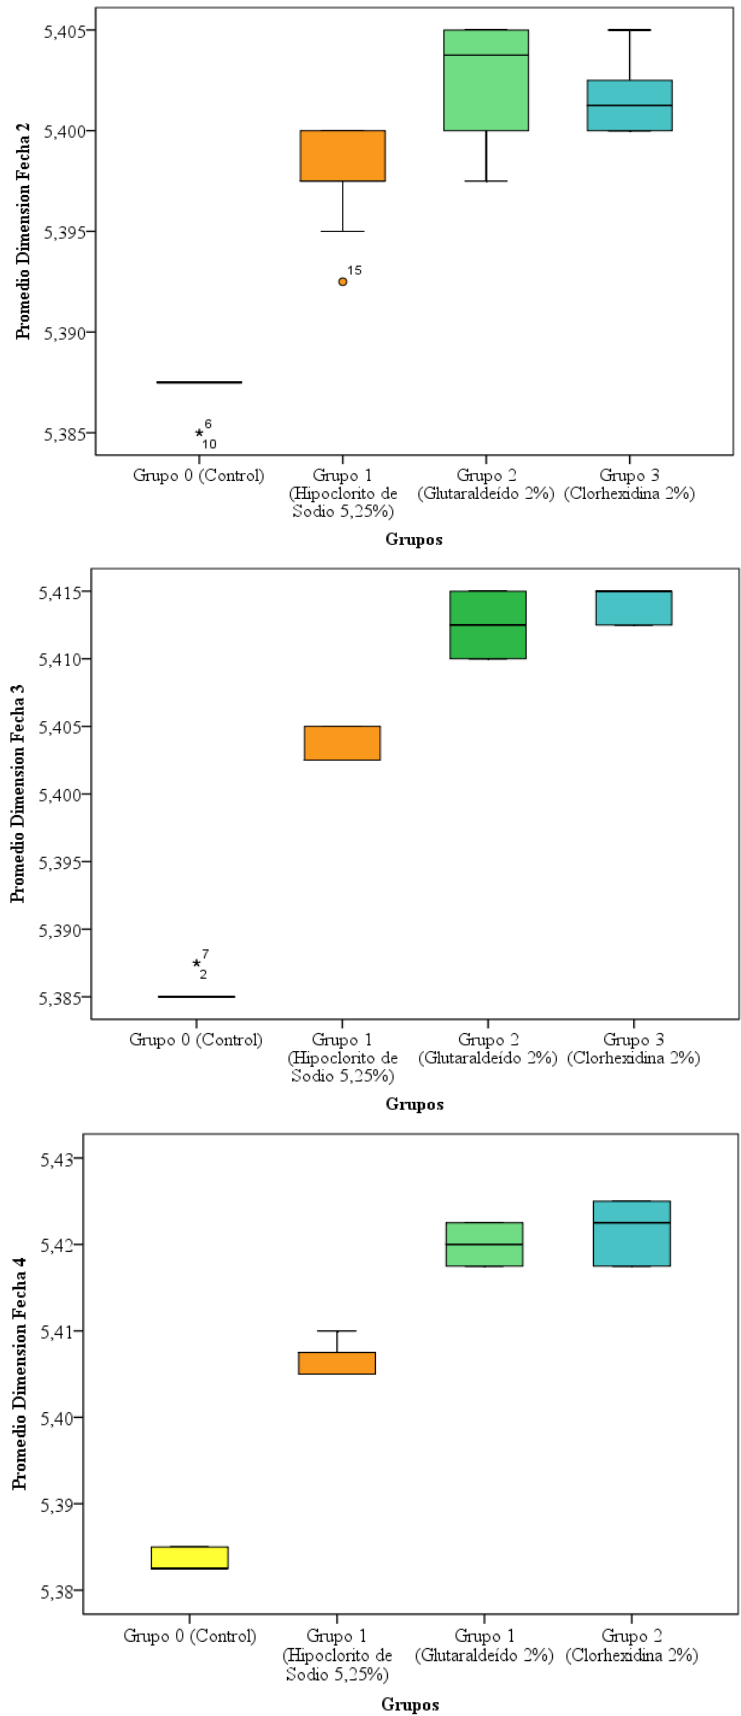 Promedio Dimension Fecha 2
5,405
5,400
5,395
5,390
5,385
15
6
10
Grupo 0 (Control)
Grupo 1
(Hipoclorito de
Sodio 5,25%)
Grupo 2
(Glutaraldeído 2%)
Grupo 3
(Clorhexidina 2%)
Grupos
Promedio Dimension Fecha 3
5,415
5,410
5,405
5,400
5,395
5,390
5,385
7
2
Grupo 0 (Control)
Grupo 1
(Hipoclorito de
Sodio 5,25%)
Grupo 2
(Glutaraldeído 2%)
Grupo 3
(Clorhexidina 2%)
Grupos
Promedio Dimension Fecha 4
5,43
5,42
5,41
5,40
5,39
5,38
Grupo 0 (Control)
Grupo 1
(Hipoclorito de
Sodio 5,25%)
Grupo 1
(Glutaraldeído 2%)
Grupo 2
(Clorhexidina 2%)
Grupos